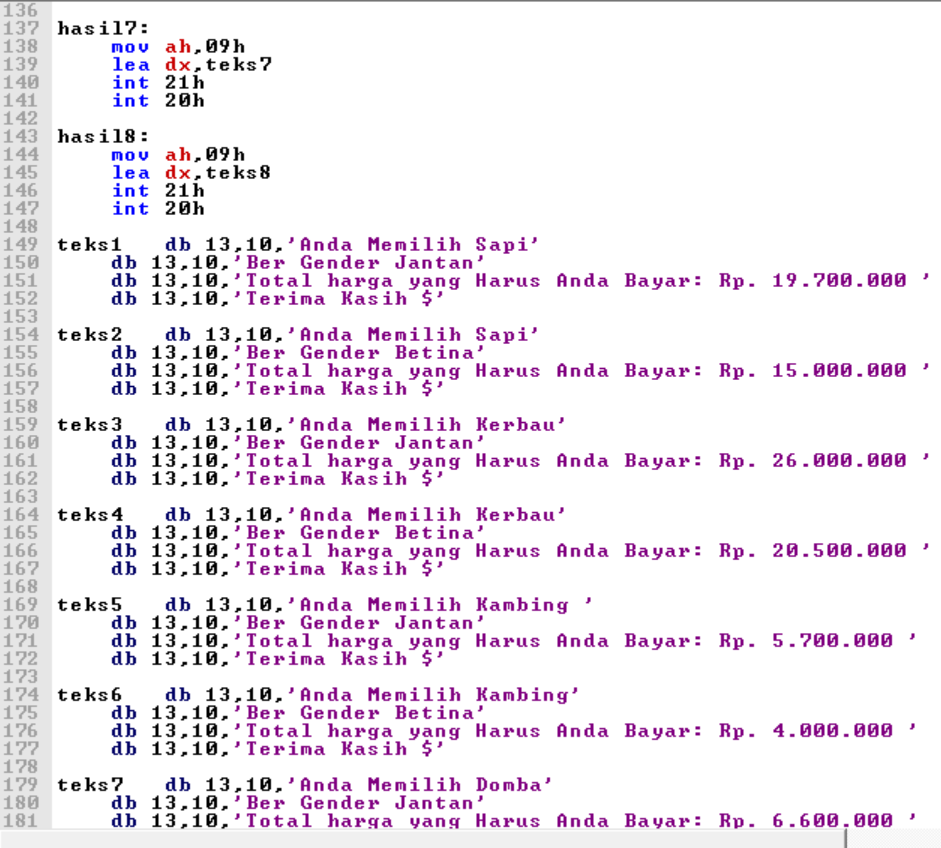 136
137 hasil7:
138 mov ah,09h
139 lea dx,teks7
140 int 21h
141 int 20h
142
143 hasil8:
144 mov ah,09h
145 lea dx,teks8
146 int 21h
147 int 20h
148
149 teks1 db 13,10,'Anda Memilih Sapi'
150 db 13,10,'Ber Gender Jantan'
151 db 13,10,'Total harga yang Harus Anda Bayar: Rp. 19.700.000 '
152 db 13,10,'Terima Kasih $'
153
154 teks2 db 13,10,'Anda Memilih Sapi'
155 db 13,10,'Ber Gender Betina'
156 db 13,10,'Total harga yang Harus Anda Bayar: Rp. 15.000.000 '
157 db 13,10,'Terima Kasih $'
158
159 teks3 db 13,10,'Anda Memilih Kerbau'
160 db 13,10,'Ber Gender Jantan'
161 db 13,10,'Total harga yang Harus Anda Bayar: Rp. 26.000.000 '
162 db 13,10,'Terima Kasih $'
163
164 teks4 db 13,10,'Anda Memilih Kerbau'
165 db 13,10,'Ber Gender Betina'
166 db 13,10,'Total harga yang Harus Anda Bayar: Rp. 20.500.000 '
167 db 13,10,'Terima Kasih $'
168
169 teks5 db 13,10,'Anda Memilih Kambing '
170 db 13,10,'Ber Gender Jantan'
171 db 13,10,'Total harga yang Harus Anda Bayar: Rp. 5.700.000 '
172 db 13,10,'Terima Kasih $'
173
174 teks6 db 13,10,'Anda Memilih Kambing'
175 db 13,10,'Ber Gender Betina'
176 db 13,10,'Total harga yang Harus Anda Bayar: Rp. 4.000.000 '
177 db 13,10,'Terima Kasih $'
178
179 teks7 db 13,10,'Anda Memilih Domba'
180 db 13,10,'Ber Gender Jantan'
181 db 13,10,'Total harga yang Harus Anda Bayar: Rp. 6.600.000 '